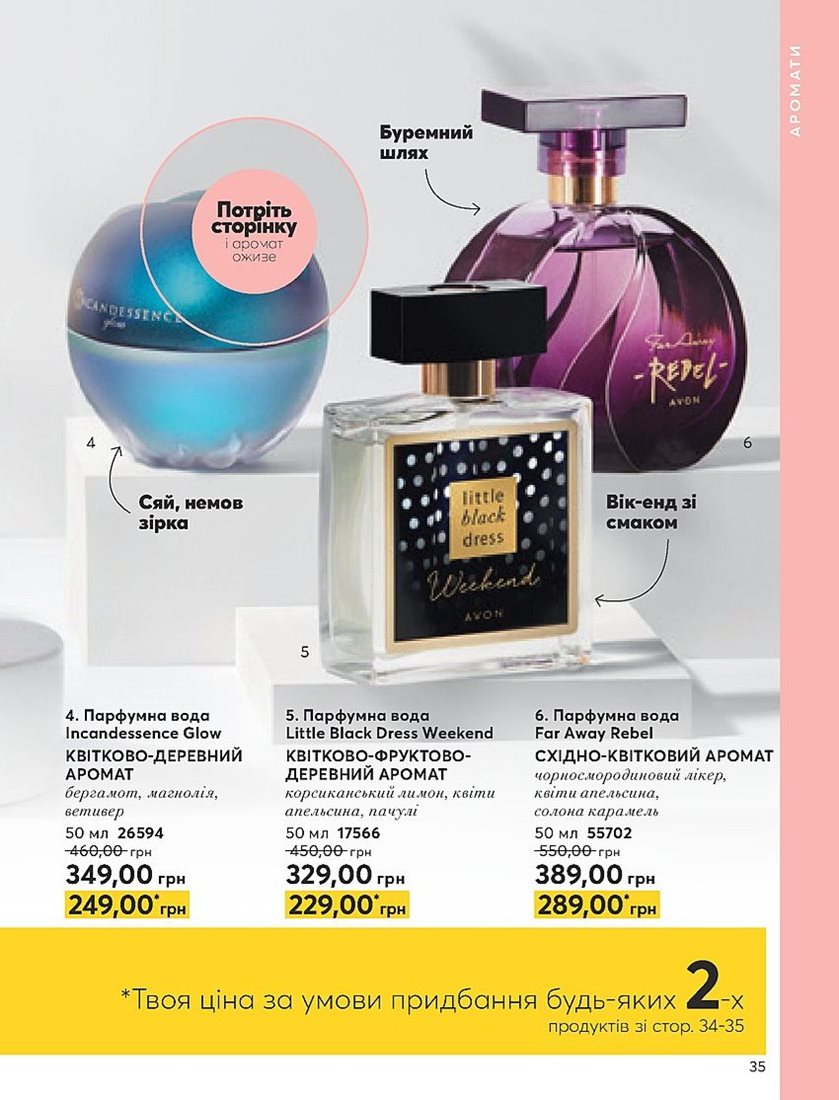 АРОМАТИ
Буремний
шлях
Потріть
сторінку
і аромат
оживе
INCANDESSENCE
glow
Far Away
-REBEL-
AVON
4
6
Сяй, немов
зірка
little
black
dress
Weekend
AVON
Вік-енд зі
смаком
5
4. Парфумна вода
Incandessence Glow
КВІТКОВО-ДЕРЕВНИЙ
АРОМАТ
бергамот, магнолія,
ветивер
50 мл 26594
460,00 грн
349,00 грн
249,00*грн
5. Парфумна вода
Little Black Dress Weekend
КВІТКОВО-ФРУКТОВО-
ДЕРЕВНИЙ АРОМАТ
корсиканський лимон, квіти
апельсина, пачулі
50 мл 17566
450,00 грн
329,00 грн
229,00*грн
6. Парфумна вода
Far Away Rebel
СХІДНО-КВІТКОВИЙ АРОМАТ
чорносмородиновий лікер,
квіти апельсина,
солона карамель
50 мл 55702
550,00 грн
389,00 грн
289,00*грн
*Твоя ціна за умови придбання будь-яких 2-х
продуктів зі стор. 34-35
35